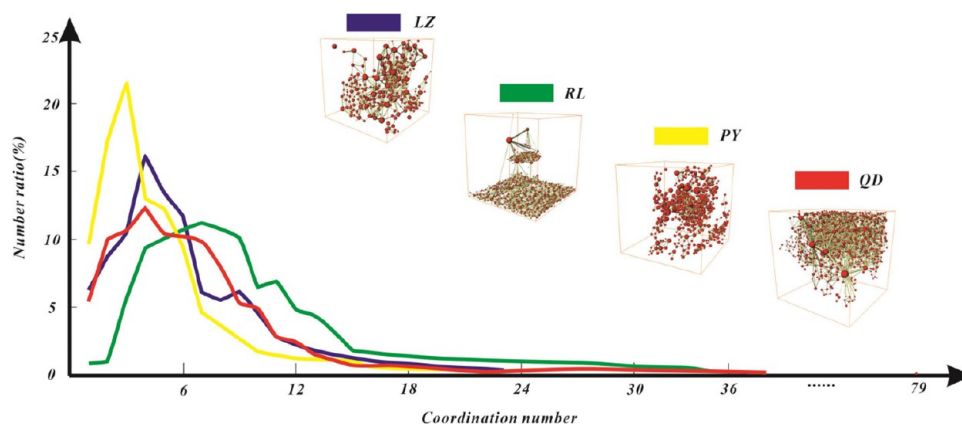 LZ
25
RL
20
PY
15
QD
10
5
0
Number ratio(%)
6
12
18
24
30
36
......
79
Coordination number